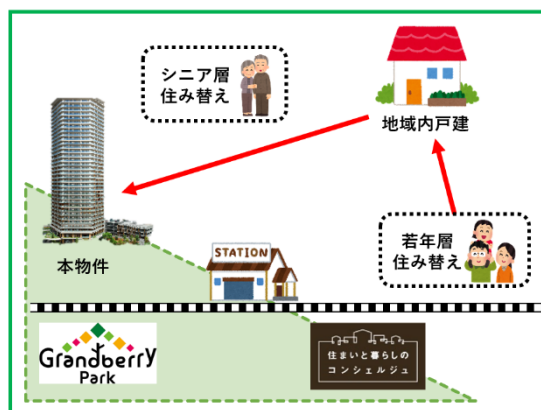 シニア層
住み替え
地域内戸建
本物件
STATION
若年層
住み替え
Grandberry
Park
住まいと暮らしの
コンシェルジュ